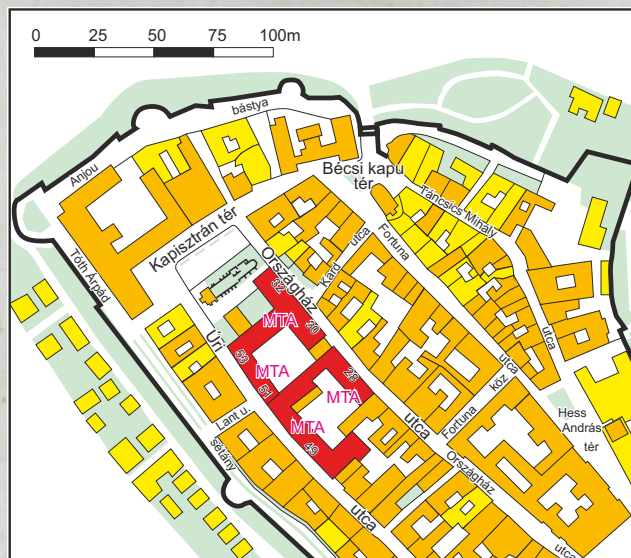 0 25 50 75 100m
bástya
Anjou
Bécsi kapu
tér
Táncsics Mihály
utca
Kapisztrán tér
Tóth Árpád
sétány
Országház
utca
Kard
utca
Fortuna
utca
32
MTA
30
Úri
utca
53
MTA
51
28
MTA
MTA
49
Lant u.
Fortuna
köz
Országház
utca
Hess
András
tér